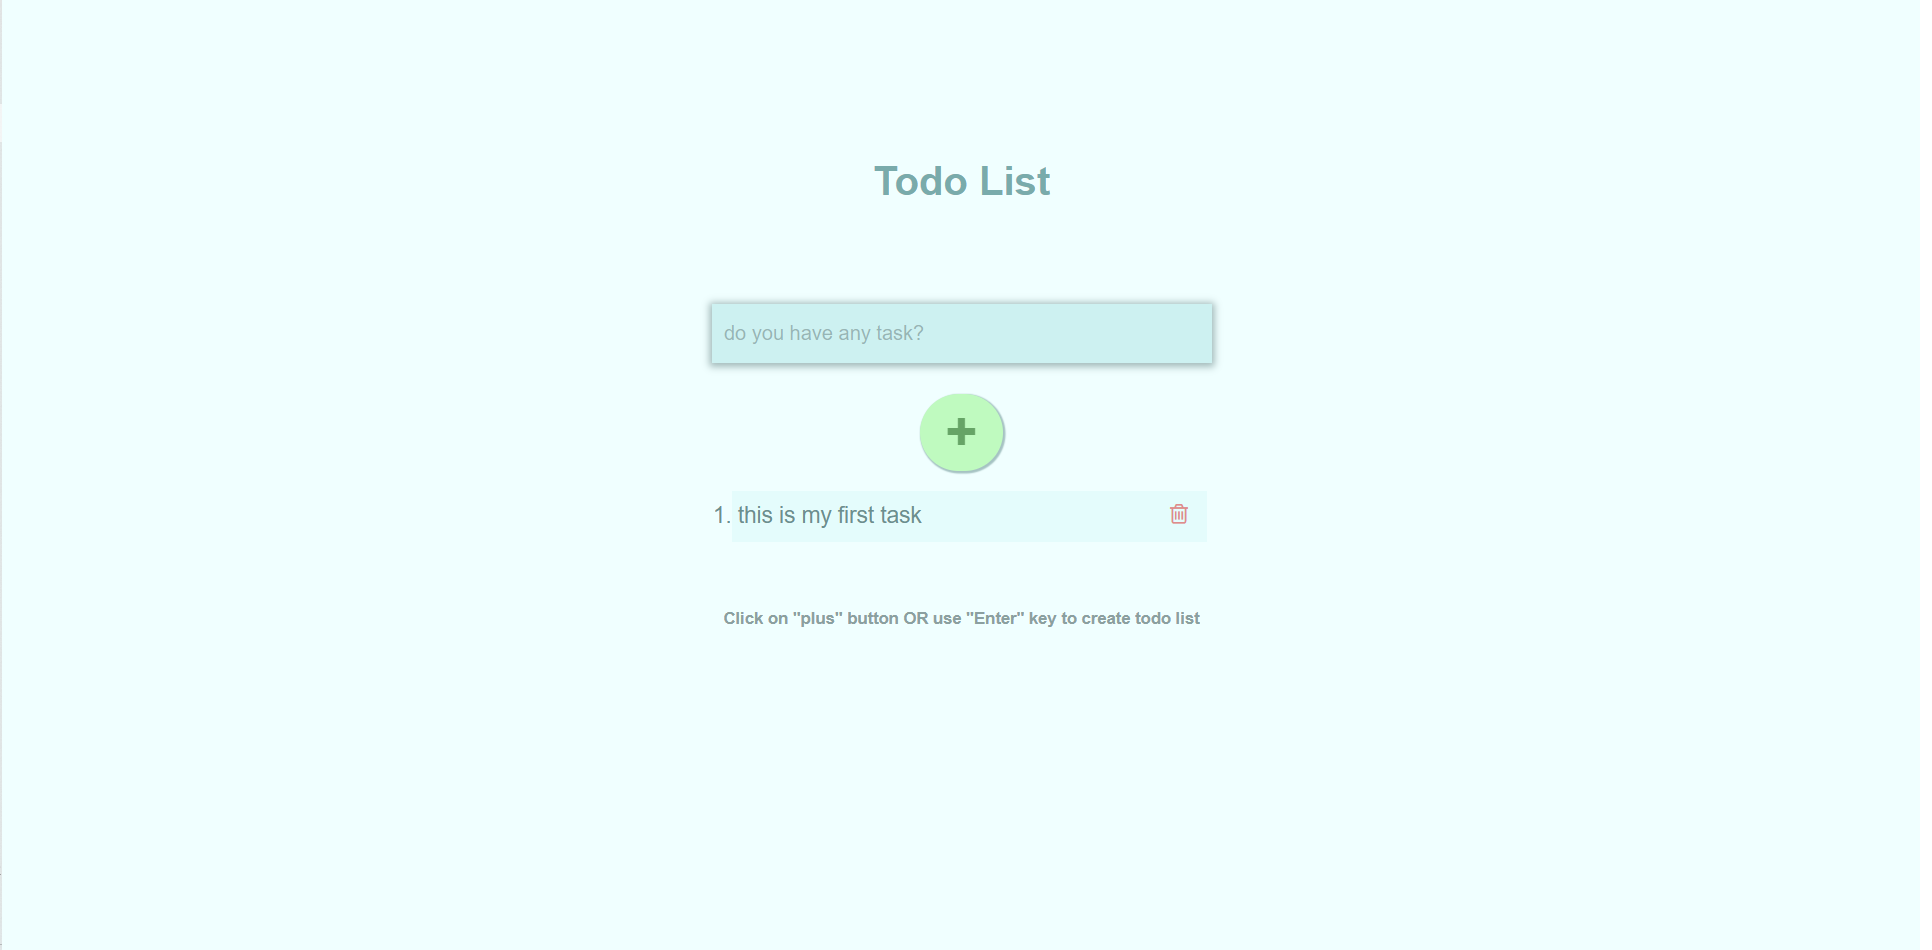 Todo List
do you have any task?
1. this is my first task
Click on "plus" button OR use "Enter" key to create todo list